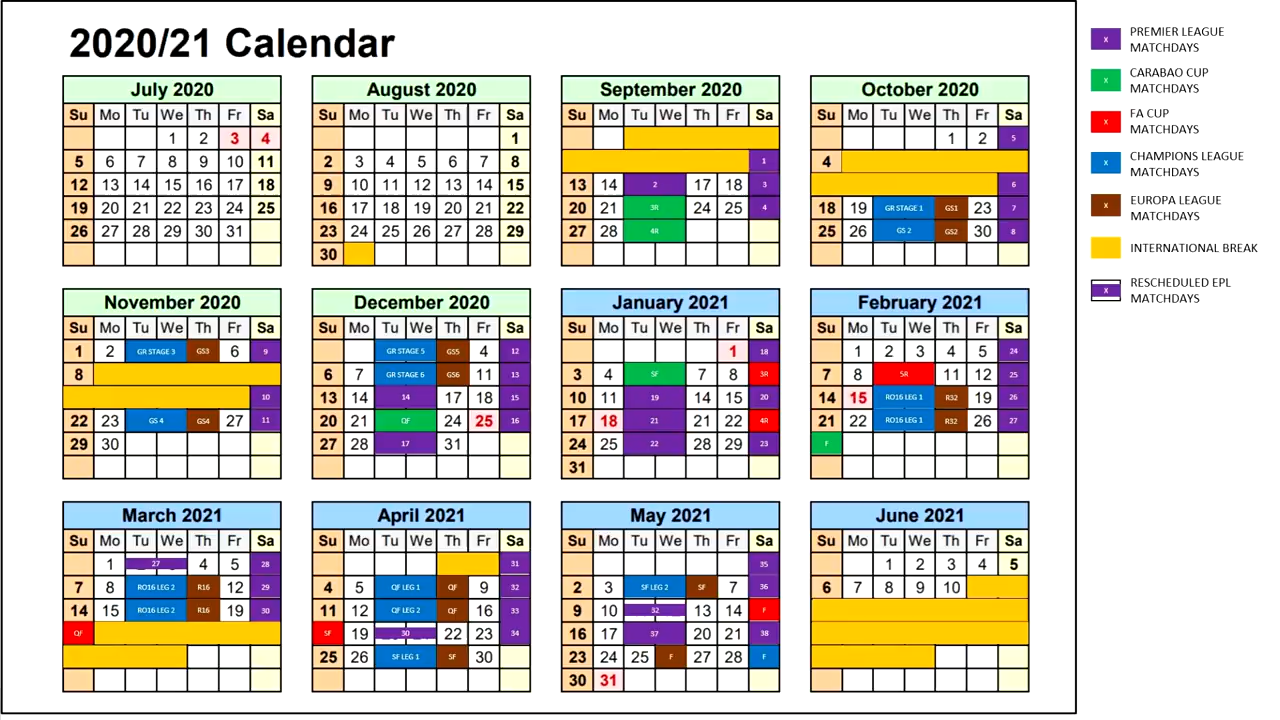 2020/21 Calendar
July 2020
Su Mo Tu We Th Fr Sa
1 2 3 4
5 6 7 8 9 10 11
12 13 14 15 16 17 18
19 20 21 22 23 24 25
26 27 28 29 30 31
August 2020
Su Mo Tu We Th Fr Sa
1
2 3 4 5 6 7 8
9 10 11 12 13 14 15
16 17 18 19 20 21 22
23 24 25 26 27 28 29
30
September 2020
Su Mo Tu We Th Fr Sa
1
13 14 2 17 18 3
20 21 3R 24 25 4
27 28 4R
October 2020
Su Mo Tu We Th Fr Sa
1 2 5
4
6
18 19 GR STAGE 1 GS1 23 7
25 26 GS 2 GS2 30 8
November 2020
Su Mo Tu We Th Fr Sa
1 2 GR STAGE 3 GS3 6 9
8
10
22 23 GS 4 GS4 27 11
29 30
December 2020
Su Mo Tu We Th Fr Sa
GR STAGE 5 GS5 4 12
6 7 GR STAGE 6 GS6 11 13
13 14 14 17 18 15
20 21 QF 24 25 16
27 28 17 31
January 2021
Su Mo Tu We Th Fr Sa
1 18
3 4 SF 7 8 3R
10 11 19 14 15 20
17 18 21 21 22 4R
24 25 22 28 29 23
31
February 2021
Su Mo Tu We Th Fr Sa
1 2 3 4 5 24
7 8 5R 11 12 25
14 15 RO16 LEG 1 R32 19 26
21 22 RO16 LEG 1 R32 26 27
F
March 2021
Su Mo Tu We Th Fr Sa
1 27 4 5 28
7 8 RO16 LEG 2 R16 12 29
14 15 RO16 LEG 2 R16 19 30
QF
April 2021
Su Mo Tu We Th Fr Sa
31
4 5 QF LEG 1 QF 9 32
11 12 QF LEG 2 QF 16 33
SF 19 30 22 23 34
25 26 SF LEG 1 SF 30
May 2021
Su Mo Tu We Th Fr Sa
35
2 3 SF LEG 2 SF 7 36
9 10 32 13 14 F
16 17 37 20 21 38
23 24 25 F 27 28 F
30 31
June 2021
Su Mo Tu We Th Fr Sa
1 2 3 4 5
6 7 8 9 10
X PREMIER LEAGUE
MATCHDAYS
X CARABAO CUP
MATCHDAYS
X FA CUP
MATCHDAYS
X CHAMPIONS LEAGUE
MATCHDAYS
X EUROPA LEAGUE
MATCHDAYS
INTERNATIONAL BREAK
X RESCHEDULED EPL
MATCHDAYS